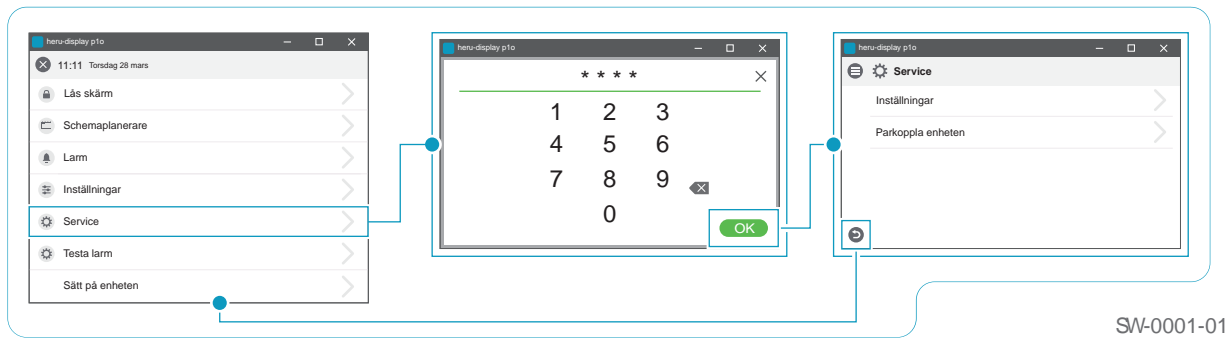 heru-display p1o
11:11 Torsdag 28 mars
Lås skärm
Schemaplanerare
Larm
Inställningar
Service
Testa larm
Sätt på enheten
heru-display p1o
* * * *
1 2 3
4 5 6
7 8 9
0
OK
heru-display p1o
Service
Inställningar
Parkoppla enheten
SW-0001-01